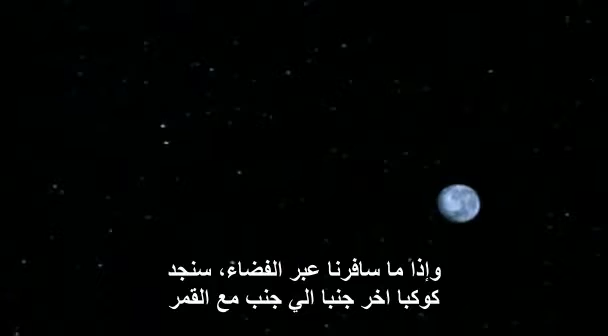 وإذا ما سافرنا عبر الفضاء، سنجد
كوكبا اخر جنبا الي جنب مع القمر